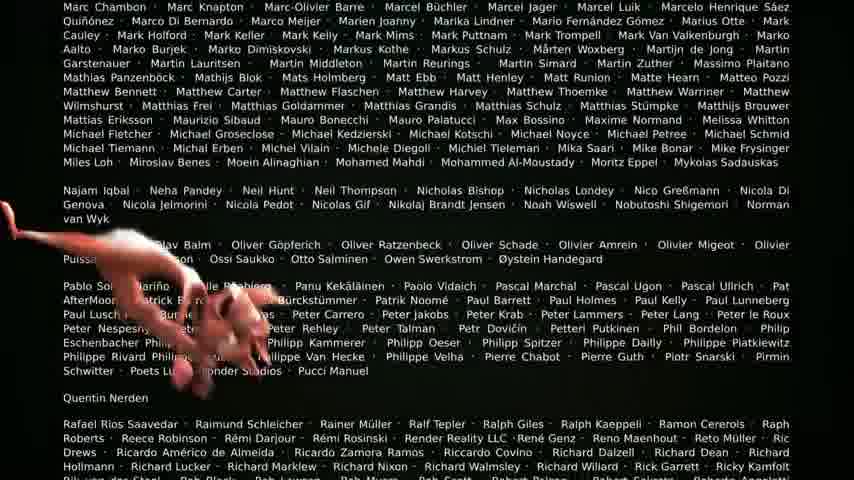 Marc Chambon · Marc Knapton · Marc-Olivier Barre · Marcel Büchler · Marcel Jager · Marcel Luik · Marcelo Henrique Sáez
Quiñónez · Marco Di Bernardo · Marco Meijer · Marien Joanny · Marika Lindner · Mario Fernández Gómez · Marius Otte · Mark
Cauley · Mark Holford · Mark Keller · Mark Kelly · Mark Mims · Mark Puttnam · Mark Trompell · Mark Van Valkenburgh · Marko
Aalto · Marko Burjek · Marko Dimiskovski · Markus Kothe · Markus Schulz · Mårten Woxberg · Martijn de Jong · Martin
Garstenauer · Martin Lauritsen · Martin Middleton · Martin Reurings · Martin Simard · Martin Zuther · Massimo Plaitano
Mathias Panzenböck · Mathijs Blok · Mats Holmberg · Matt Ebb · Matt Henley · Matt Runion · Matte Hearn · Matteo Pozzi
Matthew Bennett · Matthew Carter · Matthew Flaschen · Matthew Harvey · Matthew Thoemke · Matthew Warriner · Matthew
Wilmshurst · Matthias Frei · Matthias Goldammer · Matthias Grandis · Matthias Schulz · Matthias Stümpke · Matthijs Brouwer
Mattias Eriksson · Maurizio Sibaud · Mauro Bonecchi · Mauro Palatucci · Max Bossino · Maxime Normand · Melissa Whitton
Michael Fletcher · Michael Groseclose · Michael Kedzierski · Michael Kotschi · Michael Noyce · Michael Petree · Michael Schmid
Michael Tiemann · Michal Erben · Michel Vilain · Michele Diegoli · Michiel Tieleman · Mika Saari · Mike Bonar · Mike Frysinger
Miles Loh · Miroslav Benes · Moein Alinaghian · Mohamed Mahdi · Mohammed Al-Moustady · Moritz Eppel · Mykolas Sadauskas
Najam Iqbal · Neha Pandey · Neil Hunt · Neil Thompson · Nicholas Bishop · Nicholas Londey · Nico Greßmann · Nicola Di
Genova · Nicola Jelmorini · Nicola Pedot · Nicolas Gif · Nikolaj Brandt Jensen · Noah Wiswell · Nobutoshi Shigemori · Norman
van Wyk
Balm · Oliver Göpferich · Oliver Ratzenbeck · Oliver Schade · Olivier Amrein · Olivier Migeot · Olivier
Ossi Saukko · Otto Salminen · Owen Swerkstrom · Øystein Handegard
Pablo · Panu Kekäläinen · Paolo Vidaich · Pascal Marchal · Pascal Ugon · Pascal Ullrich · Pat
Bürckstümmer · Patrik Noomé · Paul Barrett · Paul Holmes · Paul Kelly · Paul Lunneberg
Paul · Peter Carrero · Peter Jakobs · Peter Krab · Peter Lammers · Peter Lang · Peter le Roux
Peter · Peter Rehley · Peter Talman · Petr Dovičín · Petteri Putkinen · Phil Bordelon · Philip
Eschenbacher · Philip Kammerer · Philip Oeser · Philip Spitzer · Philippe Dailly · Philippe Piatkiewitz
Philippe Rivard · Philippe Van Hecke · Philippe Velha · Pierre Chabot · Pierre Guth · Piotr Snarski · Pirmin
Schwitter · Poets · Studios · Pucci Manuel
Quentin Nerden
Rafael Rios Saavedar · Raimund Schleicher · Rainer Müller · Ralf Tepler · Ralph Giles · Ralph Kaeppeli · Ramon Cererols · Raph
Roberts · Reece Robinson · Rémi Darjour · Rémi Rosinski · Render Reality LLC ·René Genz · Reno Maenhout · Reto Müller · Ric
Drews · Ricardo Américo de Almeida · Ricardo Zamora Ramos · Riccardo Covino · Richard Dalzell · Richard Dean · Richard
Hollmann · Richard Lucker · Richard Marklew · Richard Nixon · Richard Walmsley · Richard Willard · Rick Garrett · Ricky Kamfolt